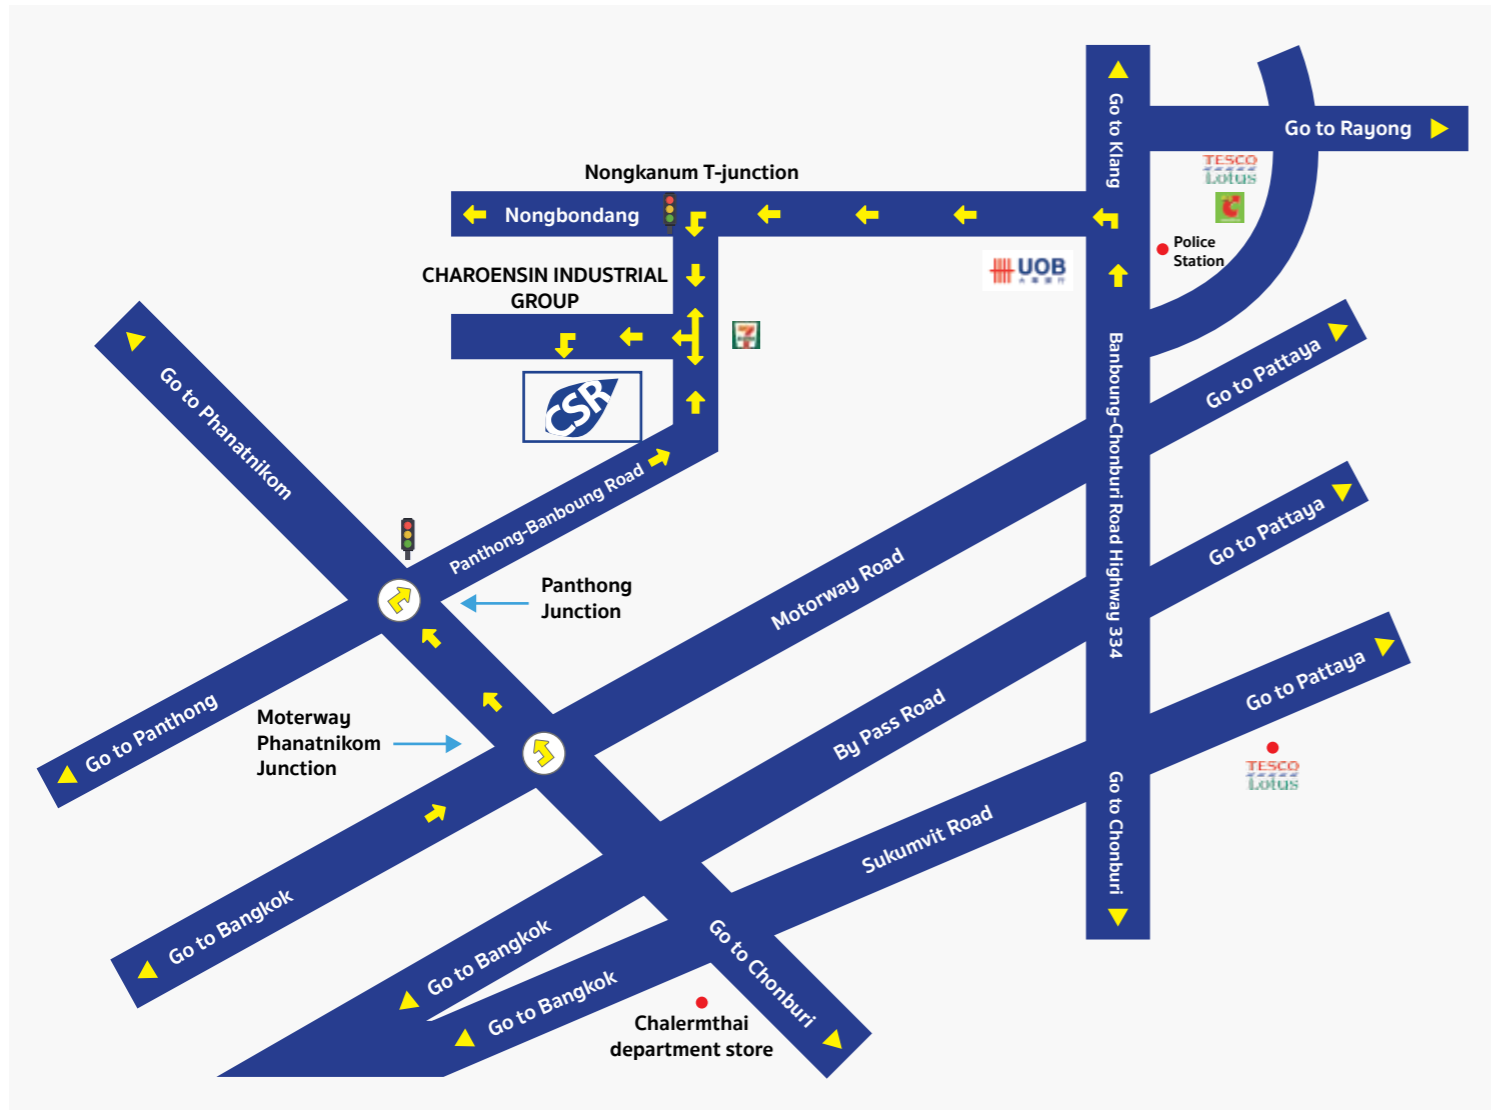 Go to Klang
Go to Rayong
TESCO
Lotus
Nongkanum T-junction
Nongbondang
Police
Station
UOB
CHAROENSIN INDUSTRIAL
GROUP
7
CSR
Go to Phanatnikom
Banboung-Chonburi Road Highway 334
Go to Pattaya
Panthong-Banboung Road
Go to Pattaya
Motorway Road
Panthong
Junction
Go to Pattaya
Go to Panthong
Moterway
Phanatnikom
Junction
By Pass Road
TESCO
Lotus
Go to Chonburi
Sukumvit Road
Go to Bangkok
Go to Bangkok
Go to Bangkok
Go to Chonburi
Chalermthai
department store